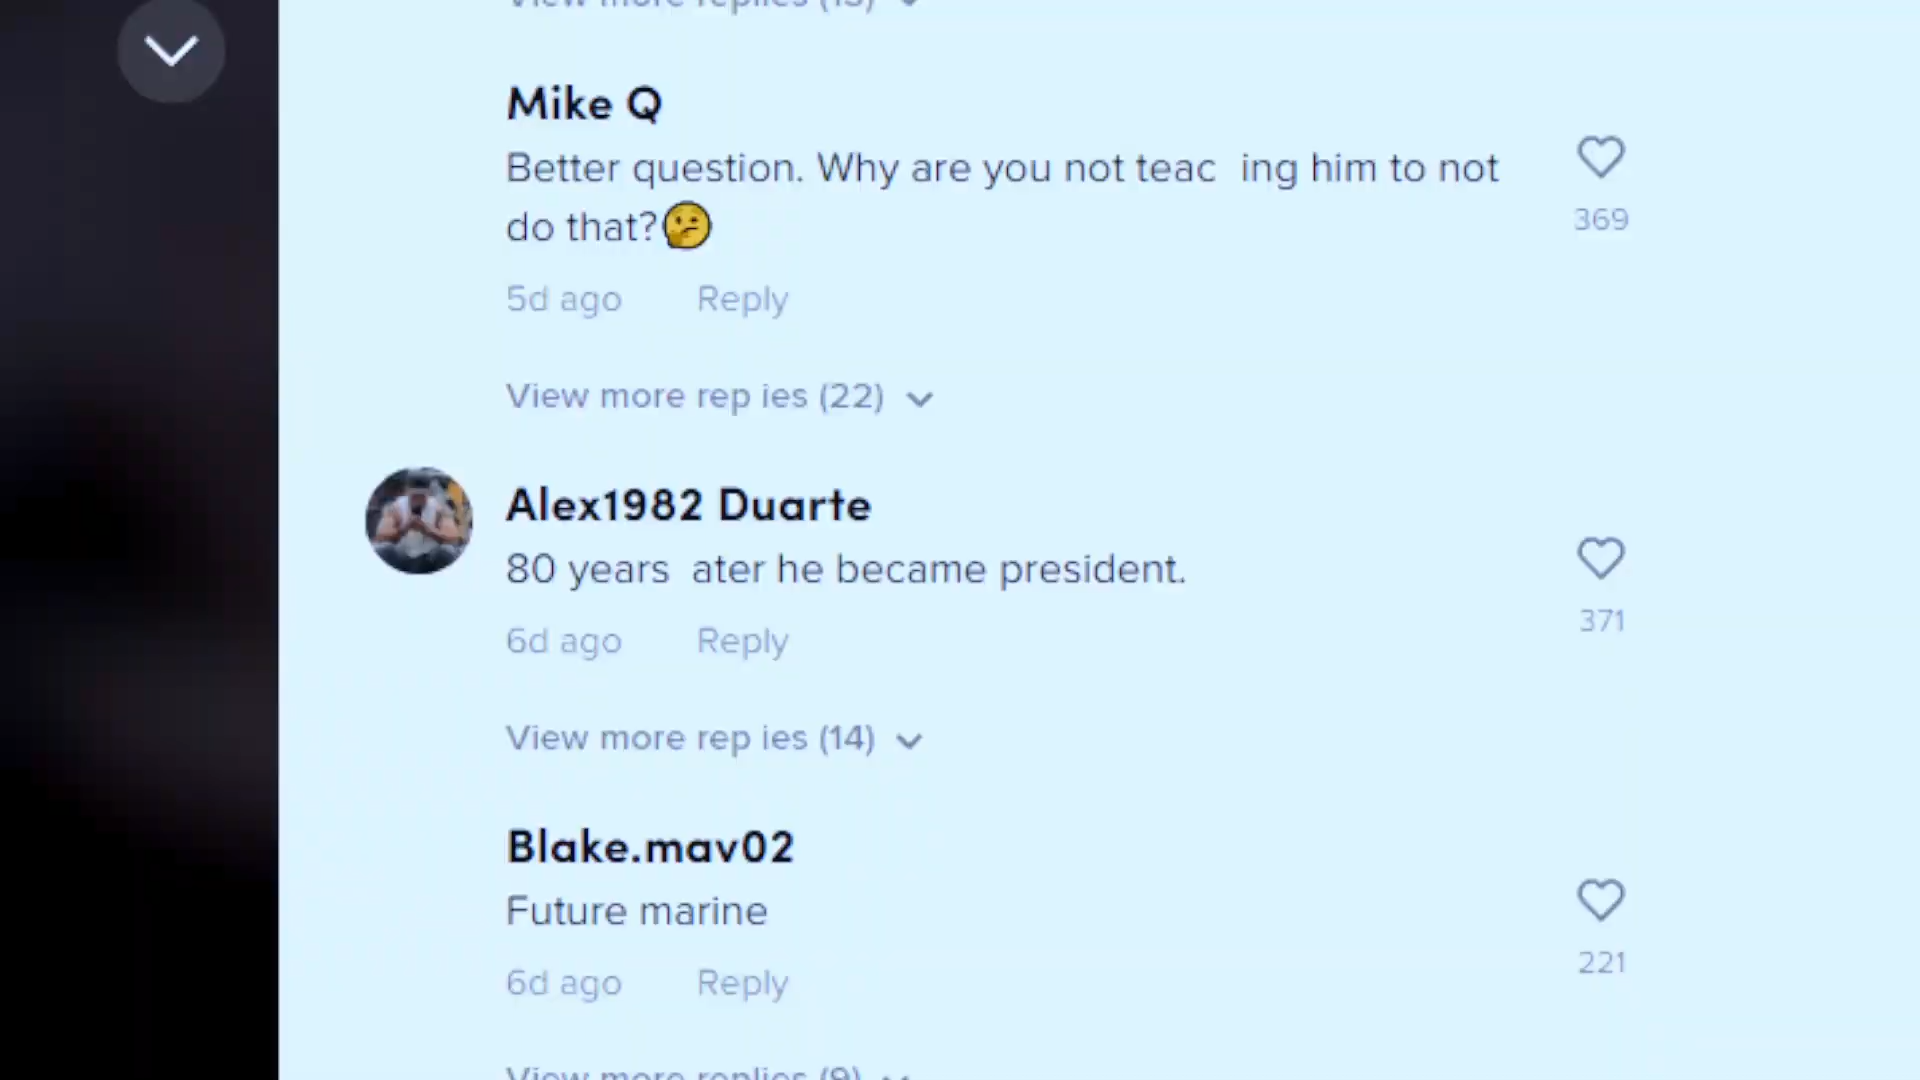 View more replies (13)
Mike Q
Better question. Why are you not teac ing him to not
do that?🤔
369
5d ago Reply
View more rep ies (22)
Alex1982 Duarte
80 years ater he became president.
371
6d ago Reply
View more rep ies (14)
Blake.mav02
Future marine
221
6d ago Reply
View more replies (9)